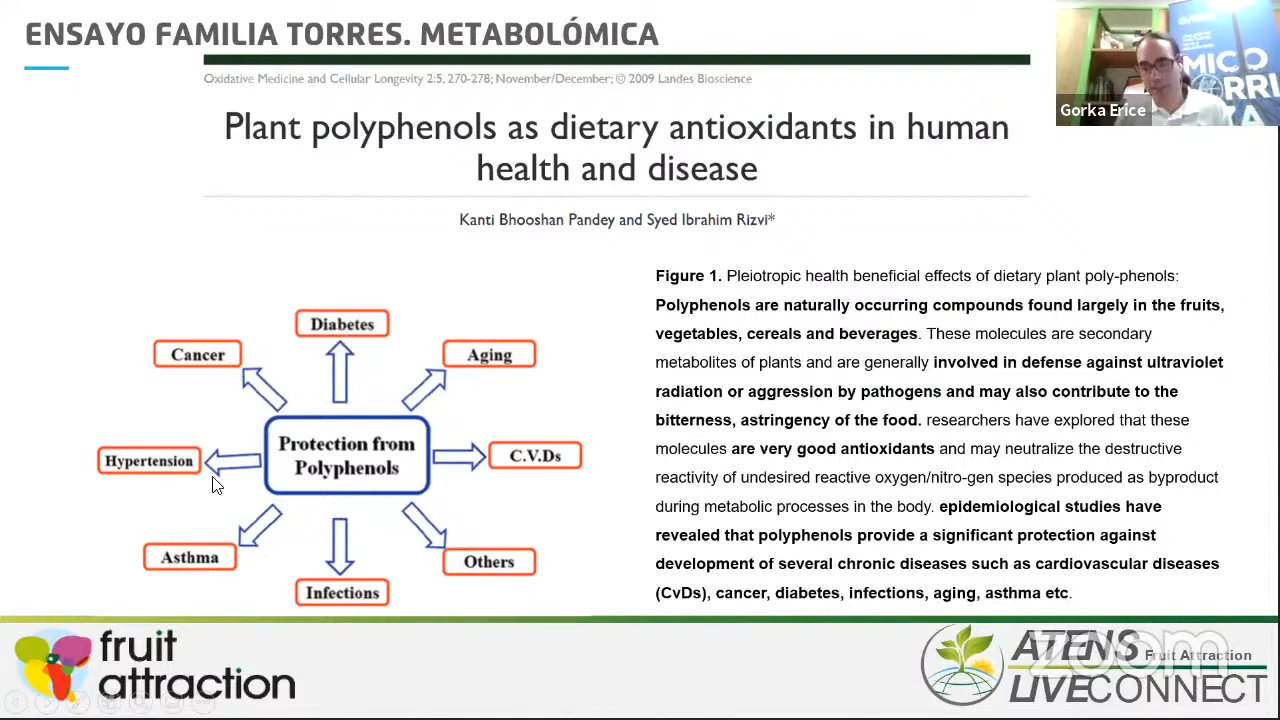 ENSAYO FAMILIA TORRES. METABOLÓMICA
Oxidative Medicine and Cellular Longevity 2:5, 270-278; November/December; © 2009 Landes Bioscience
Plant polyphenols as dietary antioxidants in human
health and disease
Kanti Bhooshan Pandey and Syed Ibrahim Rizvi*
MICO
RRI
ZA
Gorka Erice
Diabetes
Cancer
Aging
Protection from
Polyphenols
Hypertension
C.V.Ds
Asthma
Others
Infections
Figure 1. Pleiotropic health beneficial effects of dietary plant poly-phenols:
Polyphenols are naturally occurring compounds found largely in the fruits,
vegetables, cereals and beverages. These molecules are secondary
metabolites of plants and are generally involved in defense against ultraviolet
radiation or aggression by pathogens and may also contribute to the
bitterness, astringency of the food. researchers have explored that these
molecules are very good antioxidants and may neutralize the destructive
reactivity of undesired reactive oxygen/nitro-gen species produced as byproduct
during metabolic processes in the body. epidemiological studies have
revealed that polyphenols provide a significant protection against
development of several chronic diseases such as cardiovascular diseases
(CvDs), cancer, diabetes, infections, aging, asthma etc.
fruit
attraction
ATENS Fruit Attraction
LIVECONNECT
zoom